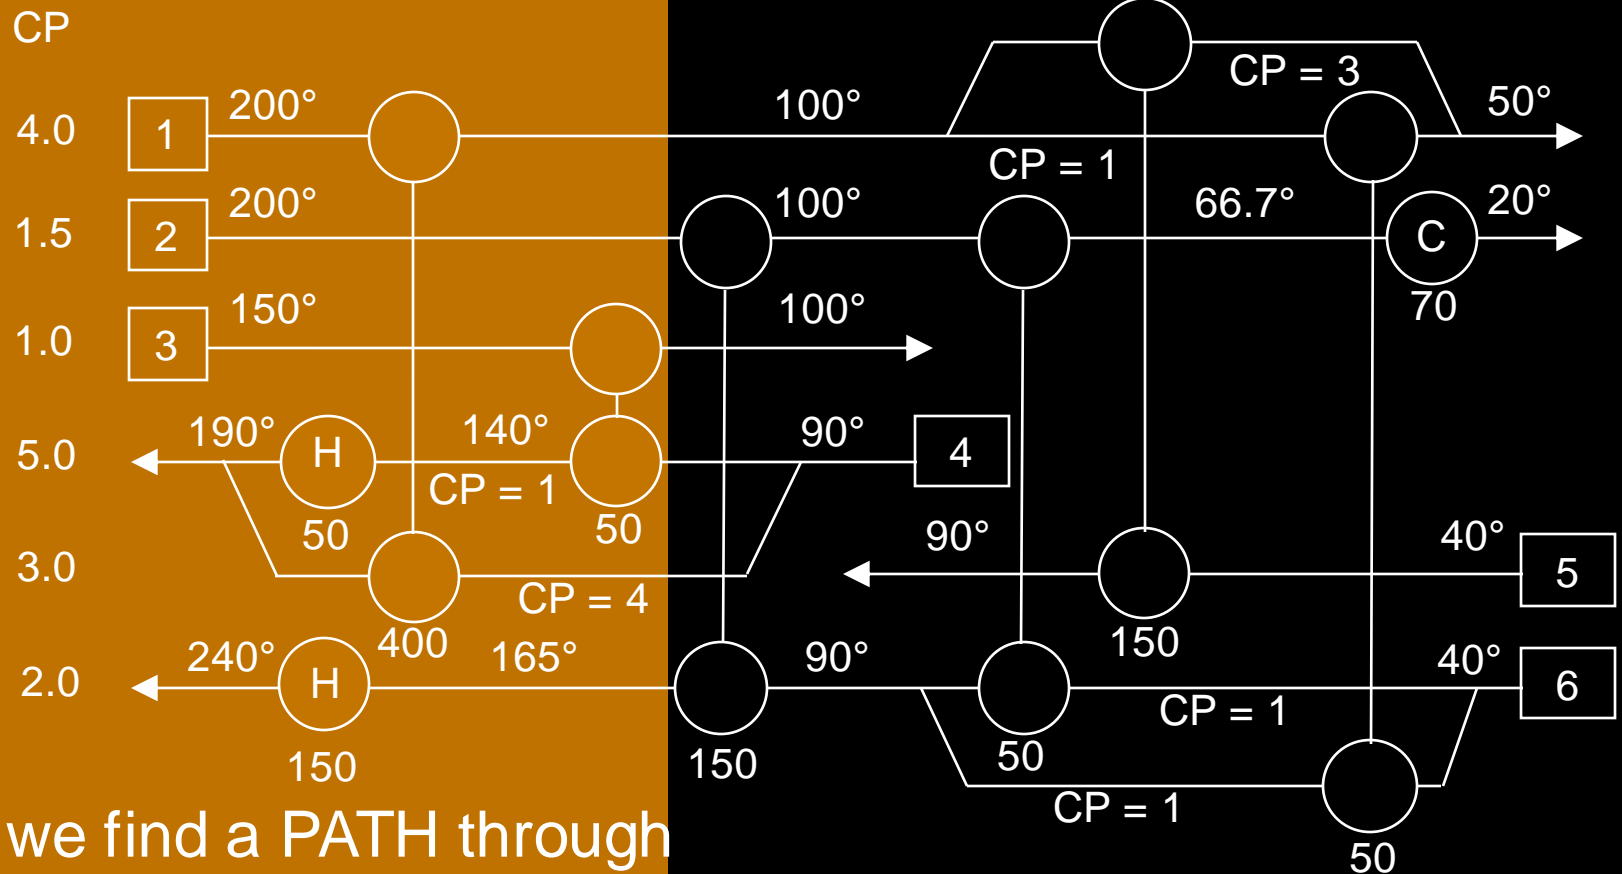 CP
CP = 3
4.0 1 200° 100° 50°
CP = 1
1.5 2 200° 100° 66.7° C 20°
70
1.0 3 150° 100°
5.0 190° H 140° 90° 4
CP = 1
50 50
3.0 90° 40° 5
CP = 4
400 150
2.0 240° H 165° 90° 40° 6
CP = 1
150 150 50
CP = 1
we find a PATH through
50